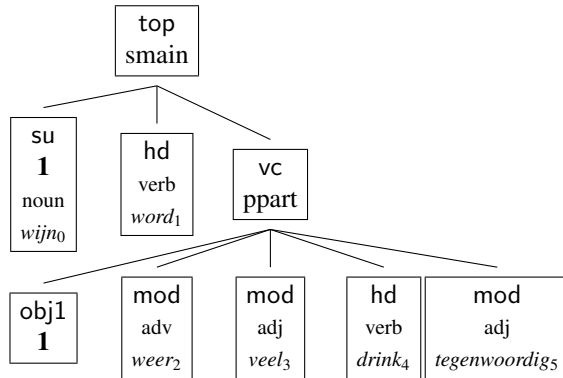 top
smain
su
1
noun
wijn0
hd
verb
word1
vc
ppart
obj1
1
mod
adv
weer2
mod
adj
veel3
hd
verb
drink4
mod
adj
tegenwoordig5